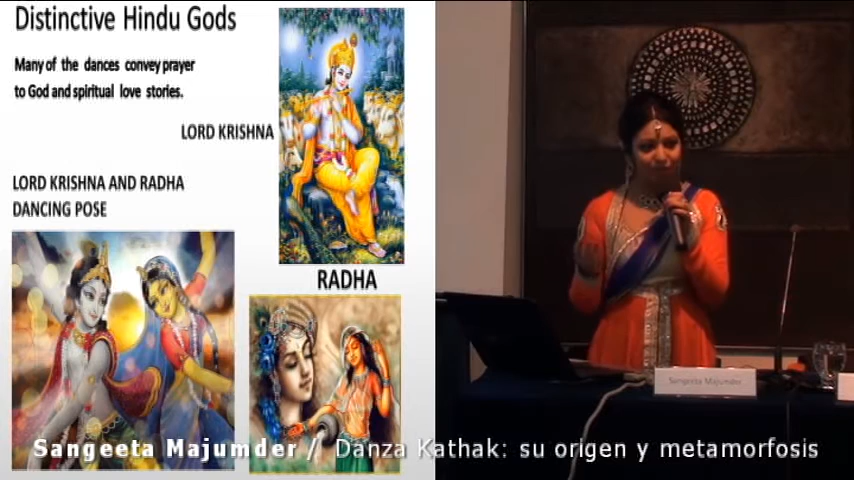 Distinctive Hindu Gods
Many of the dances convey prayer
to God and spiritual love stories.
LORD KRISHNA
LORD KRISHNA AND RADHA
DANCING POSE
RADHA
Sangeeta Majumder
Sangeeta Majumder / Danza Kathak: su origen y metamorfosis